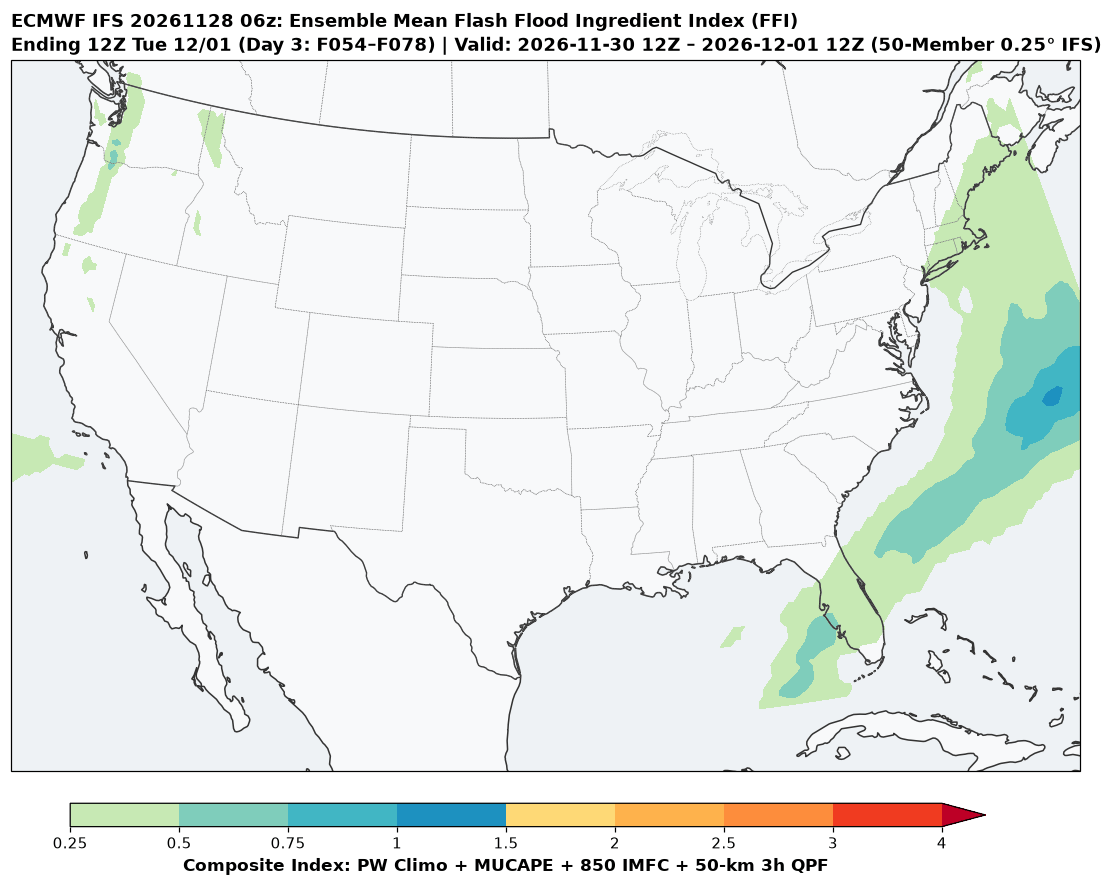 ECMWF IFS 20261128 06z: Ensemble Mean Flash Flood Ingredient Index (FFI)
Ending 12Z Tue 12/01 (Day 3: F054–F078) | Valid: 2026-11-30 12Z – 2026-12-01 12Z (50-Member 0.25° IFS)
0.25 0.5 0.75 1 1.5 2 2.5 3 4
Composite Index: PW Climo + MUCAPE + 850 IMFC + 50-km 3h QPF